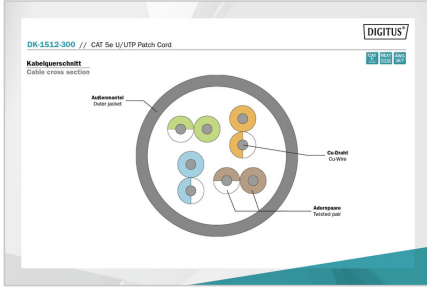 DIGITUS®
DK-1512-300 // CAT 5e U/UTP Patch Cord
Kabelquerschnitt
Cable cross section
Außenmantel
Outer jacket
Cu-Draht
Cu-Wire
Adernpaare
Twisted pair